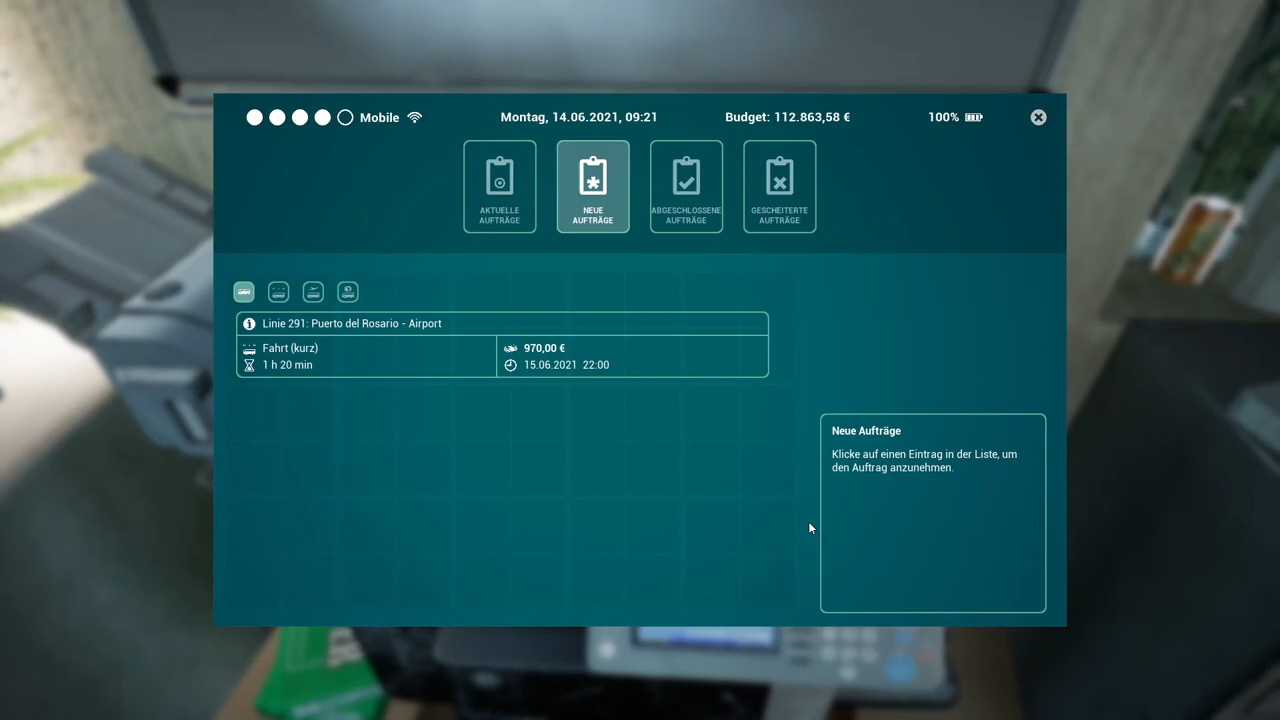 Mobile
Montag, 14.06.2021, 09:21
Budget: 112.863,58 €
100%
AKTUELLE
AUFTRÄGE
NEUE
AUFTRÄGE
ABGESCHLOSSENE
AUFTRÄGE
GESCHEITERTE
AUFTRÄGE
Linie 291: Puerto del Rosario - Airport
Fahrt (kurz)
970,00 €
1 h 20 min
15.06.2021 22:00
Neue Aufträge
Klicke auf einen Eintrag in der Liste, um
den Auftrag anzunehmen.